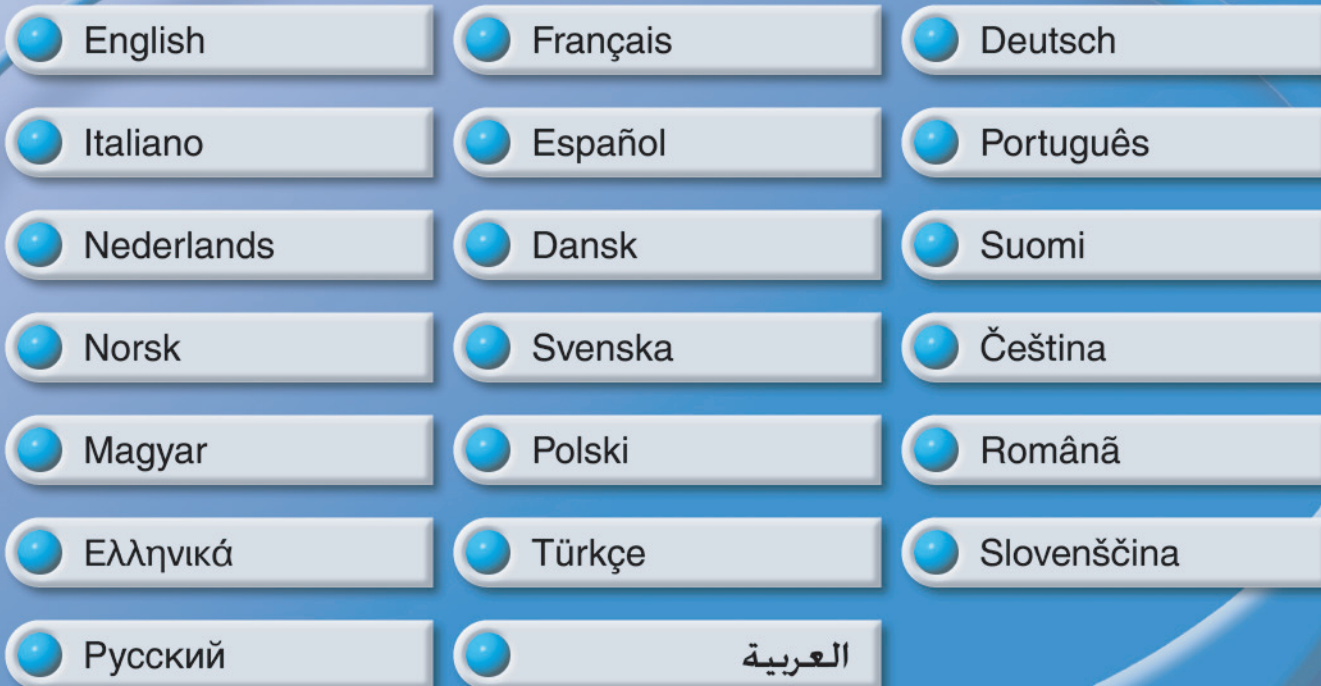 English
Français
Deutsch
Italiano
Español
Português
Nederlands
Dansk
Suomi
Norsk
Svenska
Čeština
Magyar
Polski
Românã
Ελληνικά
Türkçe
Slovenščina
Русский
العربية